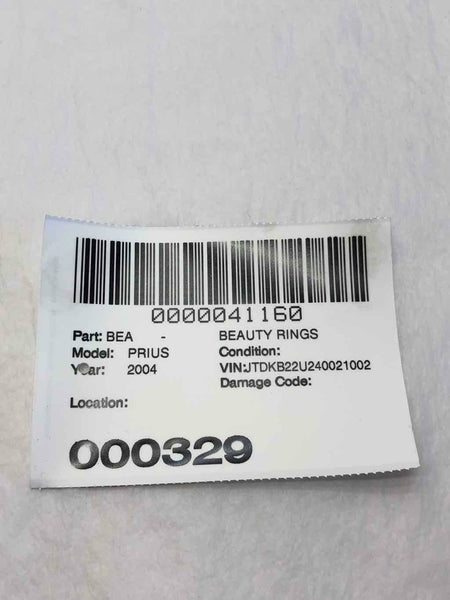 0000041160
Part: BEA - BEAUTY RINGS
Model: PRIUS Condition:
Year: 2004 VIN:JTDKB22U240021002
Damage Code:
Location:
000329